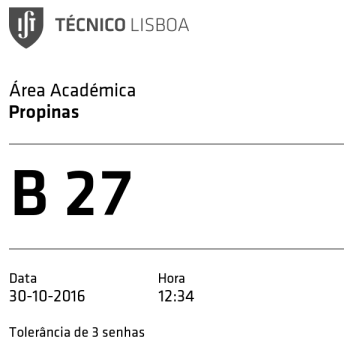 TÉCNICO LISBOA
Área Académica
Propinas
B 27
Data Hora
30-10-2016 12:34
Tolerância de 3 senhas